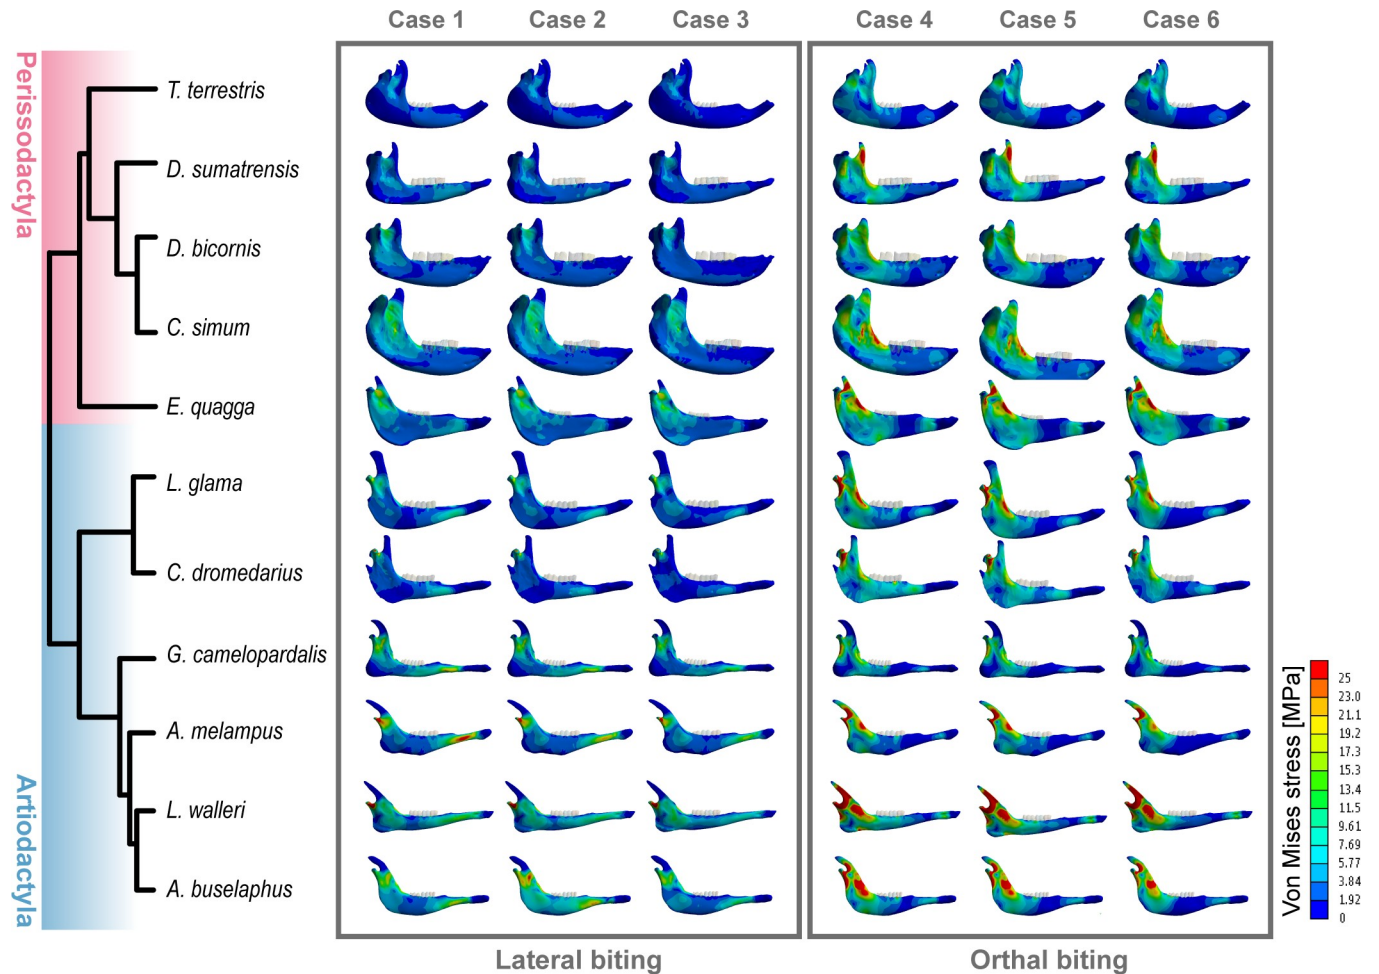 Case 1
Case 2
Case 3
Case 4
Case 5
Case 6
Perissodactyla
T. terrestris
D. sumatrensis
D. bicornis
C. simum
E. quagga
Artiodactyla
L. glama
C. dromedarius
G. camelopardalis
A. melampus
L. walleri
A. buselaphus
Von Mises stress [MPa]
25
23.0
21.1
19.2
17.3
15.3
13.4
11.5
9.61
7.69
5.77
3.84
1.92
0
Lateral biting
Orthal biting